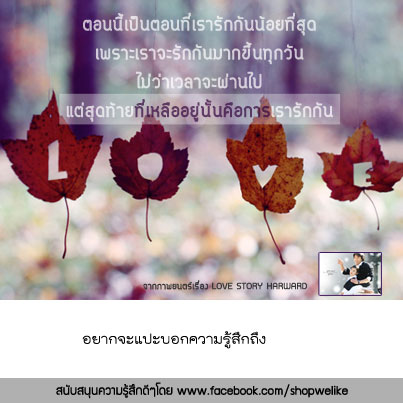 ตอนนี้เป็นตอนที่เรารักกันน้อยที่สุด
เพราะเราจะรักกันมากขึ้นทุกวัน
ไม่ว่าเวลาจะผ่านไป
แต่สุดท้ายที่เหลืออยู่นั้นคือการเรารักกัน
LOVE
จากภาพยนตร์เรื่อง LOVE STORY HARWARD
อยากจะแปะบอกความรู้สึกถึง
สนับสนุนความรู้สึกดีๆโดย www.facebook.com/shopwelike